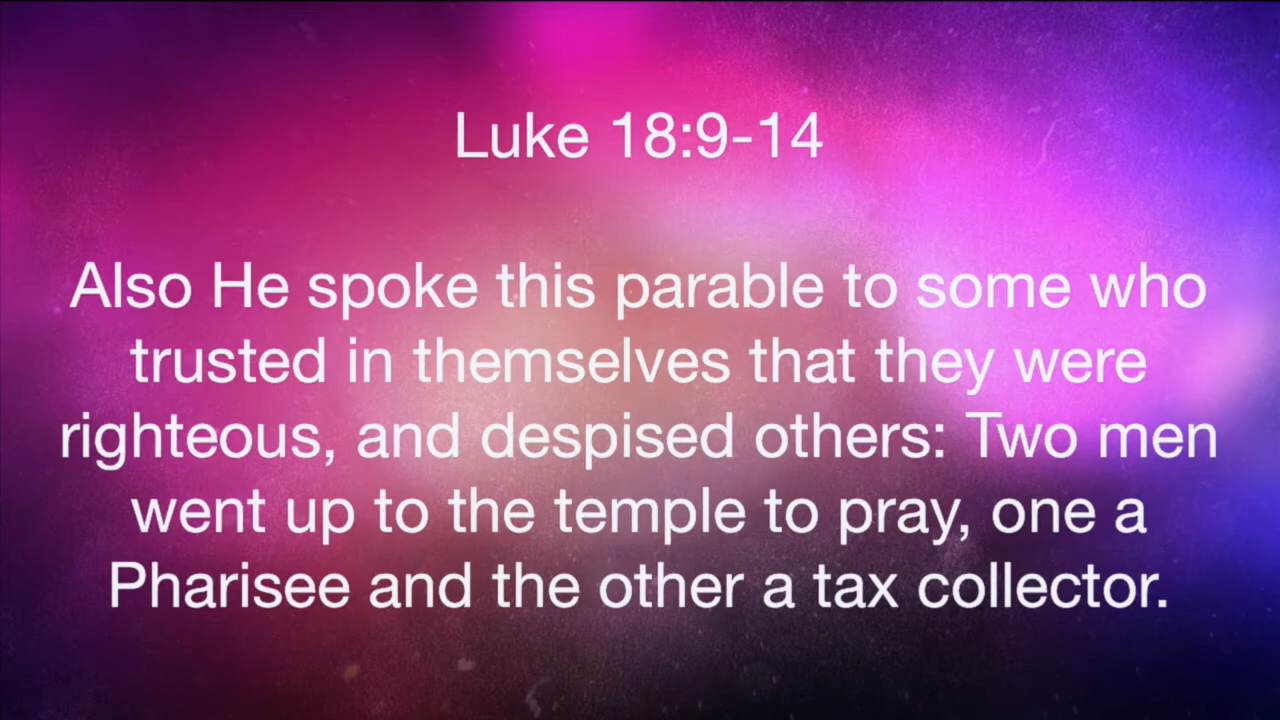 Luke 18:9-14
Also He spoke this parable to some who
trusted in themselves that they were
righteous, and despised others: Two men
went up to the temple to pray, one a
Pharisee and the other a tax collector.